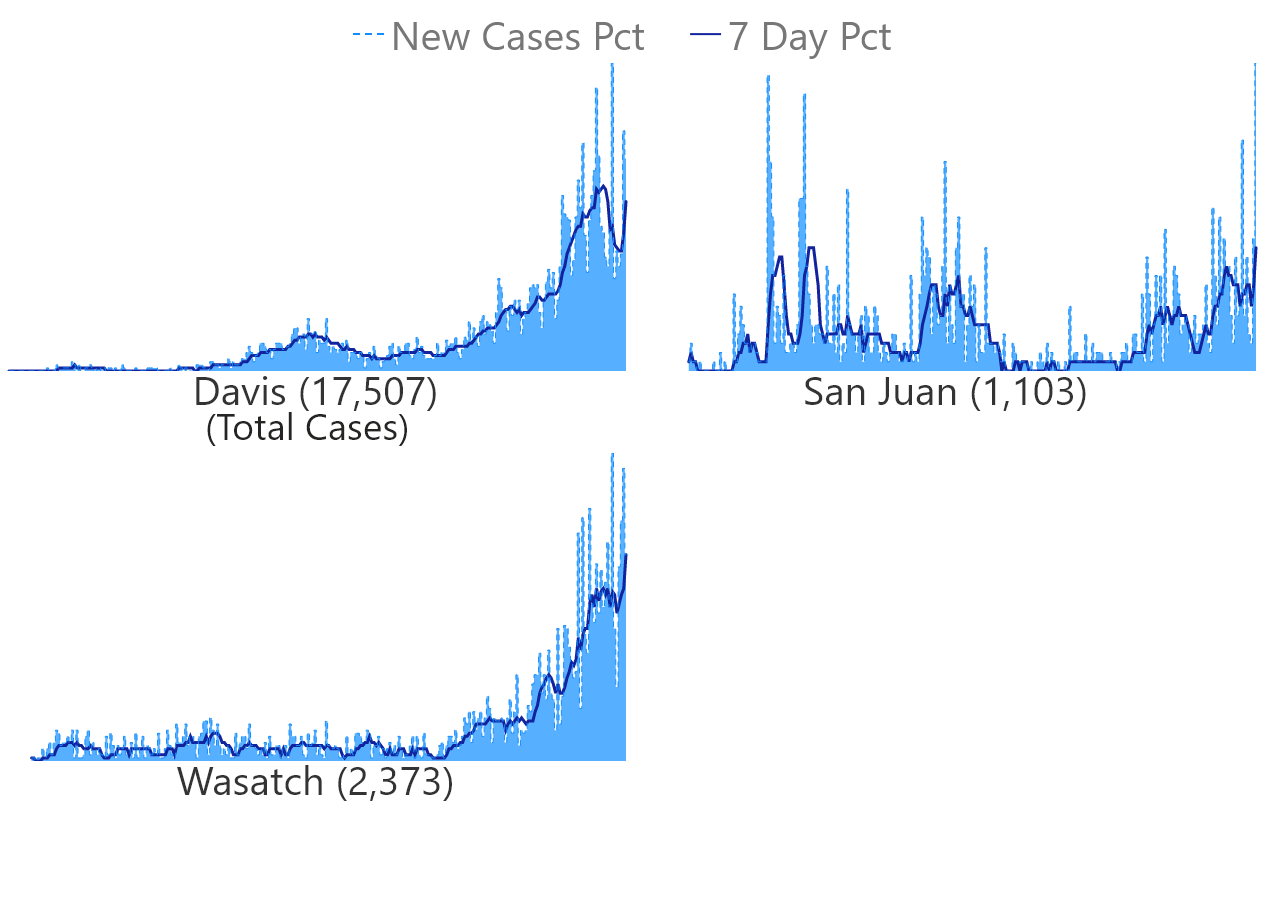 New Cases Pct 7 Day Pct
Davis (17,507) San Juan (1,103)
(Total Cases)
Wasatch (2,373)